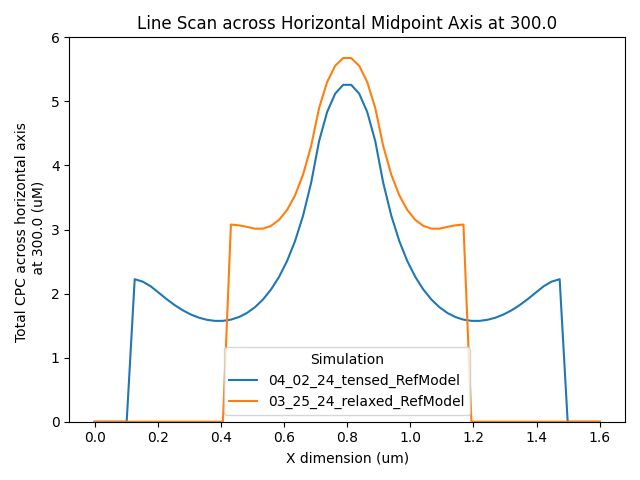 Line Scan across Horizontal Midpoint Axis at 300.0
Total CPC across horizontal axis
at 300.0 (uM)
6
5
4
3
2
1
0
Simulation
04_02_24_tensed_RefModel
03_25_24_relaxed_RefModel
0.0 0.2 0.4 0.6 0.8 1.0 1.2 1.4 1.6
X dimension (um)